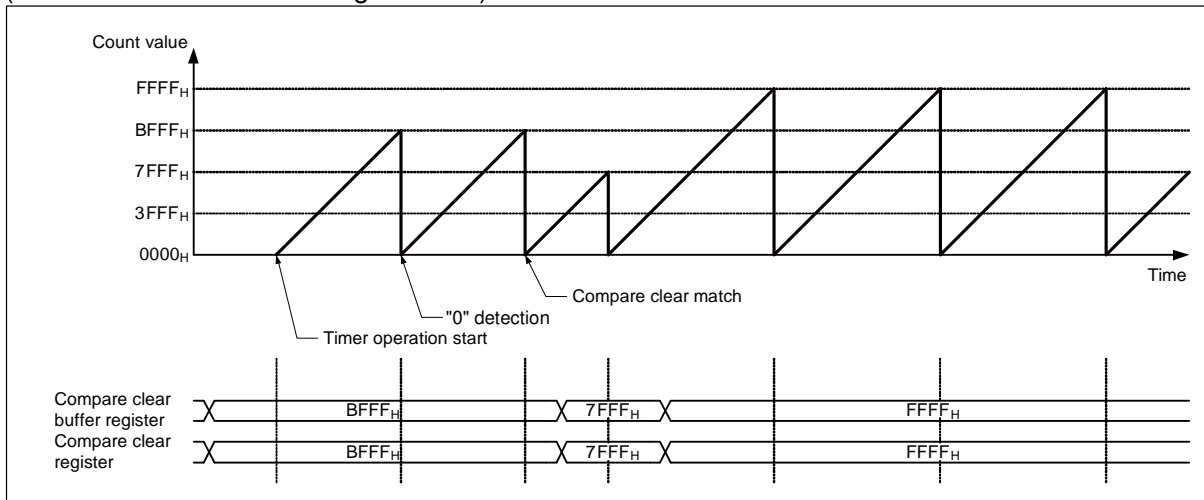 Count value
FFFFH
BFFFH
7FFFH
3FFFH
0000H
Time
Compare clear match
"0" detection
Timer operation start
Compare clear
buffer register
BFFFH
7FFFH
FFFFH
Compare clear
register
BFFFH
7FFFH
FFFFH